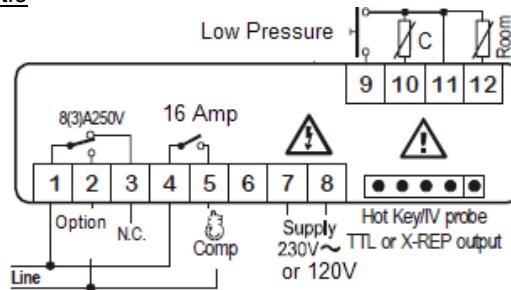 Low Pressure
C
Room
9 10 11 12
8(3)A250V
16 Amp
1 2 3 4 5 6 7 8
Option
N.C.
Comp
Supply
230V~
or 120V
Hot Key/IV probe
TTL or X-REP output
Line